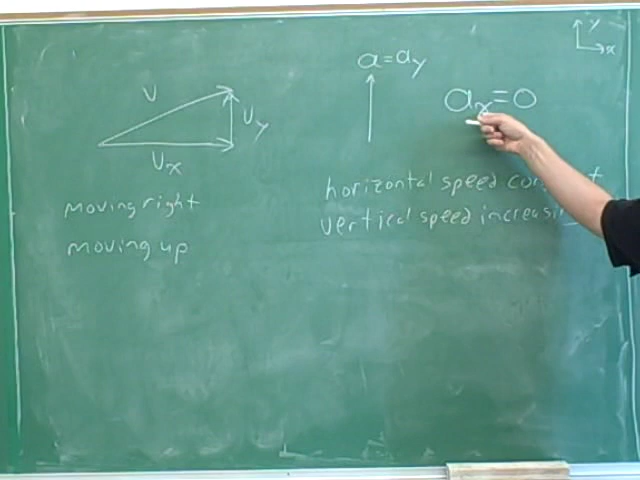 y
x
a = ay
v
vy
vx
ax = 0
moving right
moving up
horizontal speed
vertical speed